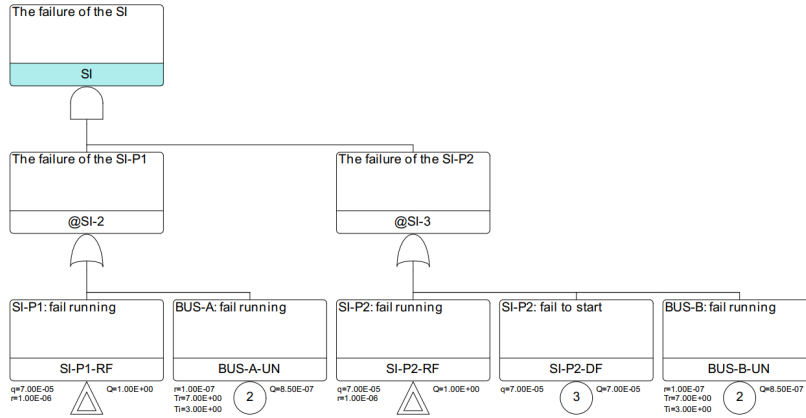 The failure of the SI
SI
The failure of the SI-P1
The failure of the SI-P2
@SI-2
@SI-3
SI-P1: fail running
BUS-A: fail running
SI-P2: fail running
SI-P2: fail to start
BUS-B: fail running
SI-P1-RF
BUS-A-UN
SI-P2-RF
SI-P2-DF
BUS-B-UN
q=7.00E-05
r=1.00E-06
Q=1.00E+00
r=1.00E-07
Tr=7.00E+00
Ti=3.00E+00
2
Q=8.50E-07
q=7.00E-05
r=1.00E-06
Q=1.00E+00
q=7.00E-05
3
Q=7.00E-05
r=1.00E-07
Tr=7.00E+00
Ti=3.00E+00
2
Q=8.50E-07